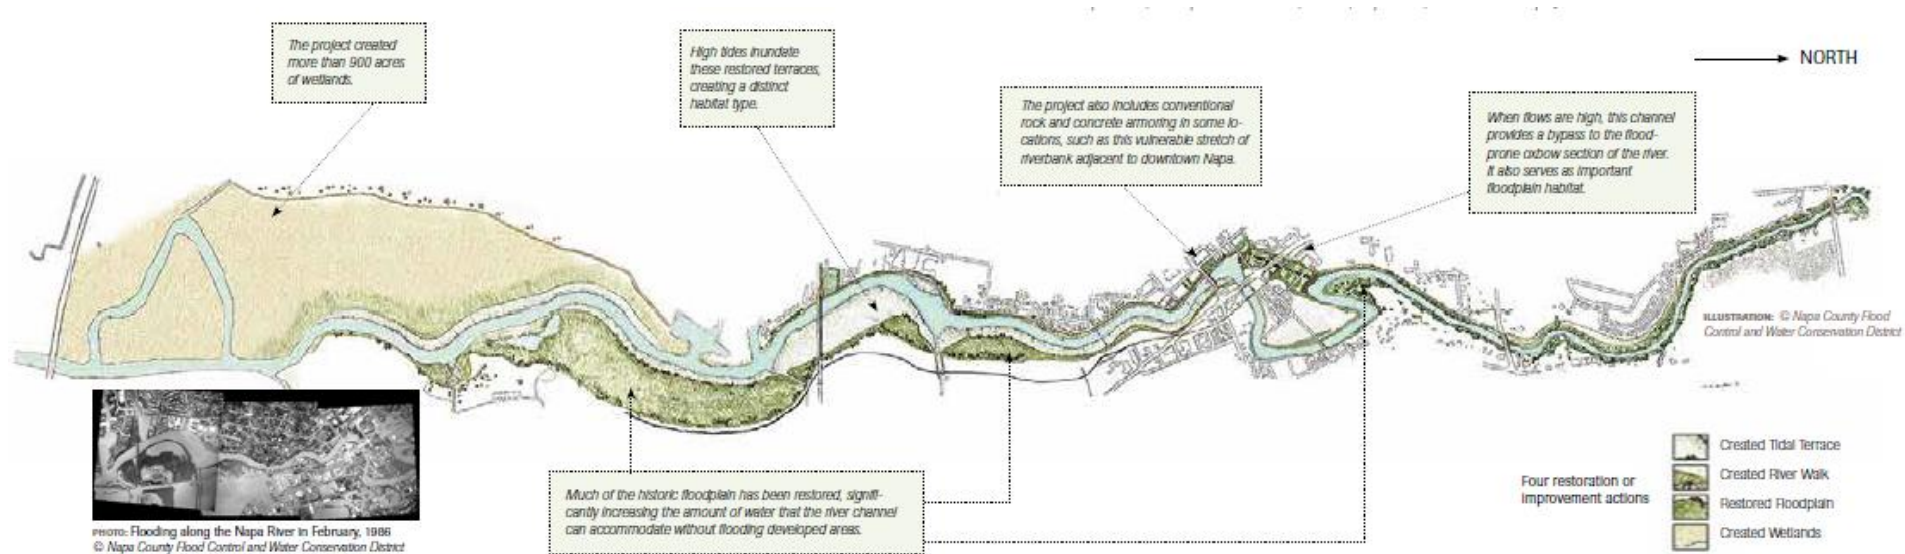 The project created
more than 900 acres
of wetlands.
High tides inundate
these restored terraces,
creating a distinct
habitat type.
The project also includes conventional
rock and concrete armoring in some lo-
cations, such as this vulnerable stretch of
riverbank adjacent to downtown Napa.
When flows are high, this channel
provides a bypass to the flood-
prone oxbow section of the river.
It also serves as important
floodplain habitat.
NORTH
ILLUSTRATION: © Napa County Flood
Control and Water Conservation District
Much of the historic floodplain has been restored, signifi-
cantly increasing the amount of water that the river channel
can accommodate without flooding developed areas.
PHOTO: Flooding along the Napa River in February, 1986
© Napa County Flood Control and Water Conservation District
Four restoration or
improvement actions
Created Tidal Terrace
Created River Walk
Restored Floodplain
Created Wetlands